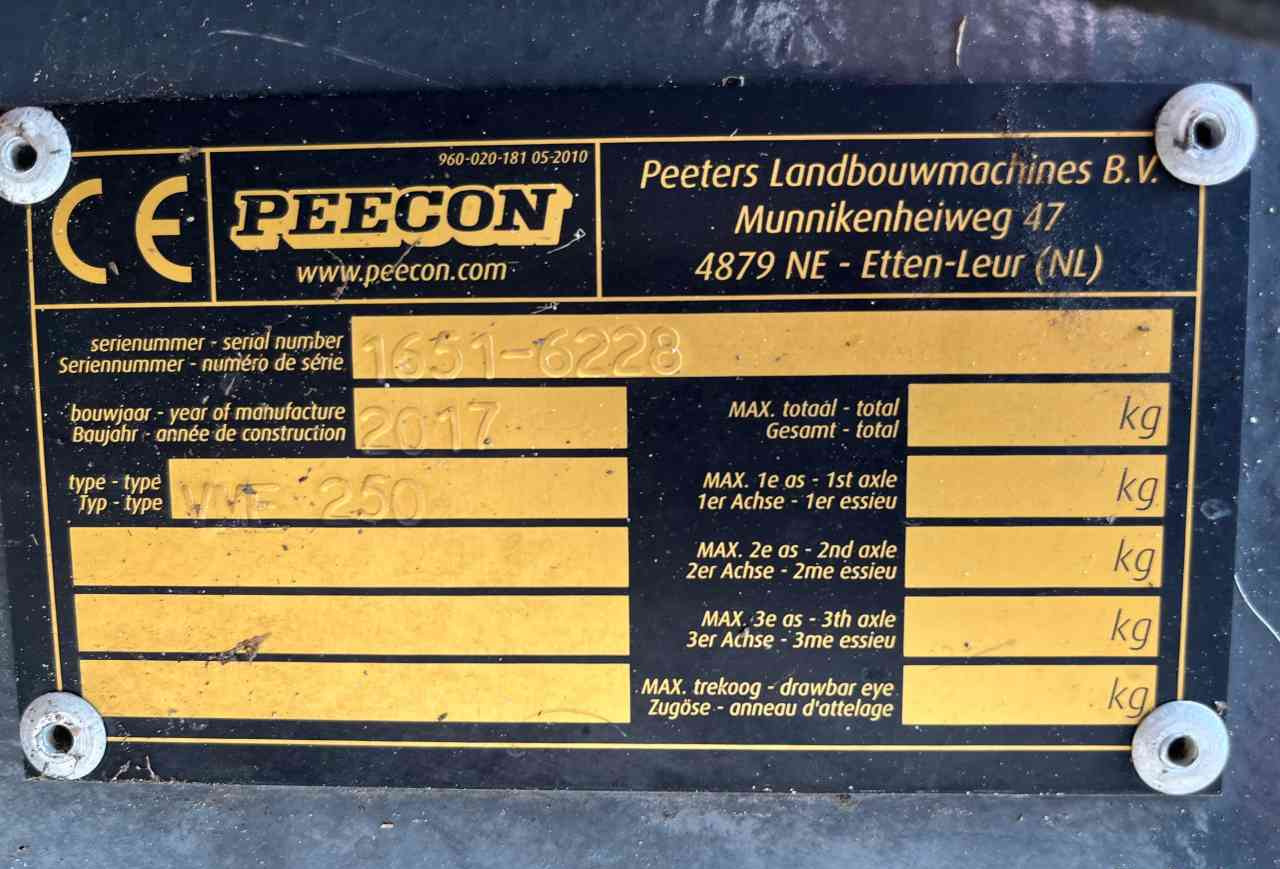 CE
960-020-181 05-2010
PEECON
www.peecon.com
Peeters Landbouwmachines B.V.
Munnikenheiweg 47
4879 NE - Etten-Leur (NL)
serienummer - serial number
Seriennummer - numéro de série
1651-6228
bouwjaar - year of manufacture
Baujahr - année de construction
2017
type - type
Typ - type
250
MAX. totaal - total
Gesamt - total
kg
MAX. 1e as - 1st axle
1er Achse - 1er essieu
kg
MAX. 2e as - 2nd axle
2er Achse - 2me essieu
kg
MAX. 3e as - 3th axle
3er Achse - 3me essieu
kg
MAX. trekoog - drawbar eye
Zugöse - anneau d'attelage
kg